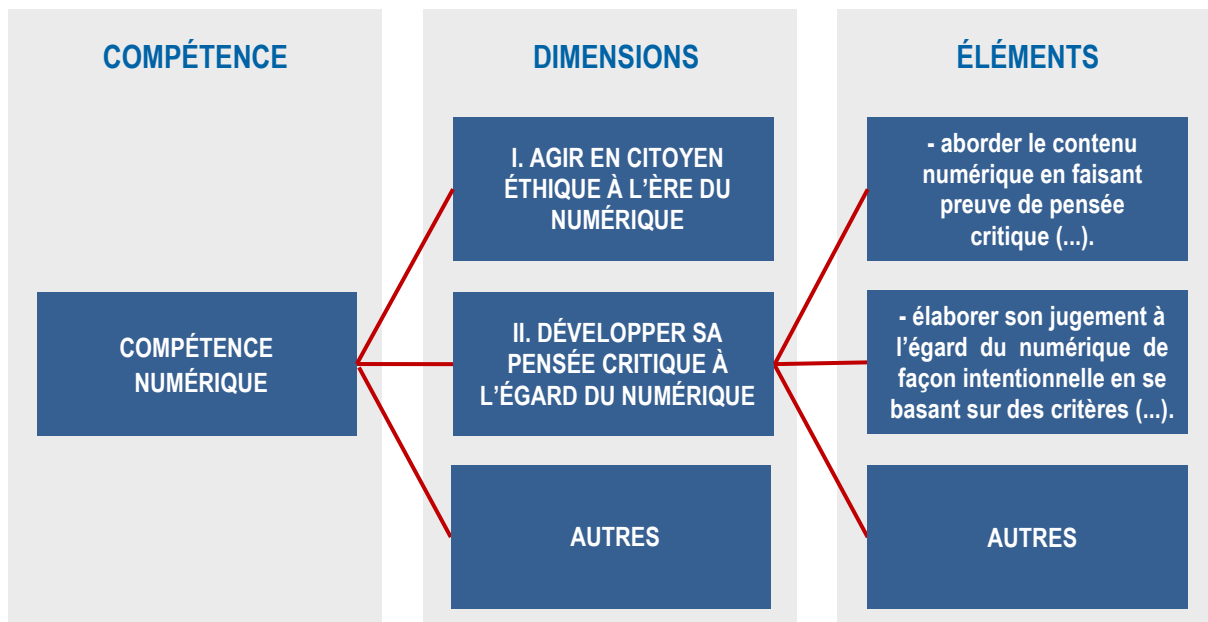 COMPÉTENCE
DIMENSIONS
ÉLÉMENTS
COMPÉTENCE
NUMÉRIQUE
I. AGIR EN CITOYEN
ÉTHIQUE À L’ÈRE DU
NUMÉRIQUE
II. DÉVELOPPER SA
PENSÉE CRITIQUE À
L’ÉGARD DU NUMÉRIQUE
AUTRES
- aborder le contenu
numérique en faisant
preuve de pensée
critique (...).
- élaborer son jugement à
l’égard du numérique de
façon intentionnelle en se
basant sur des critères (...).
AUTRES